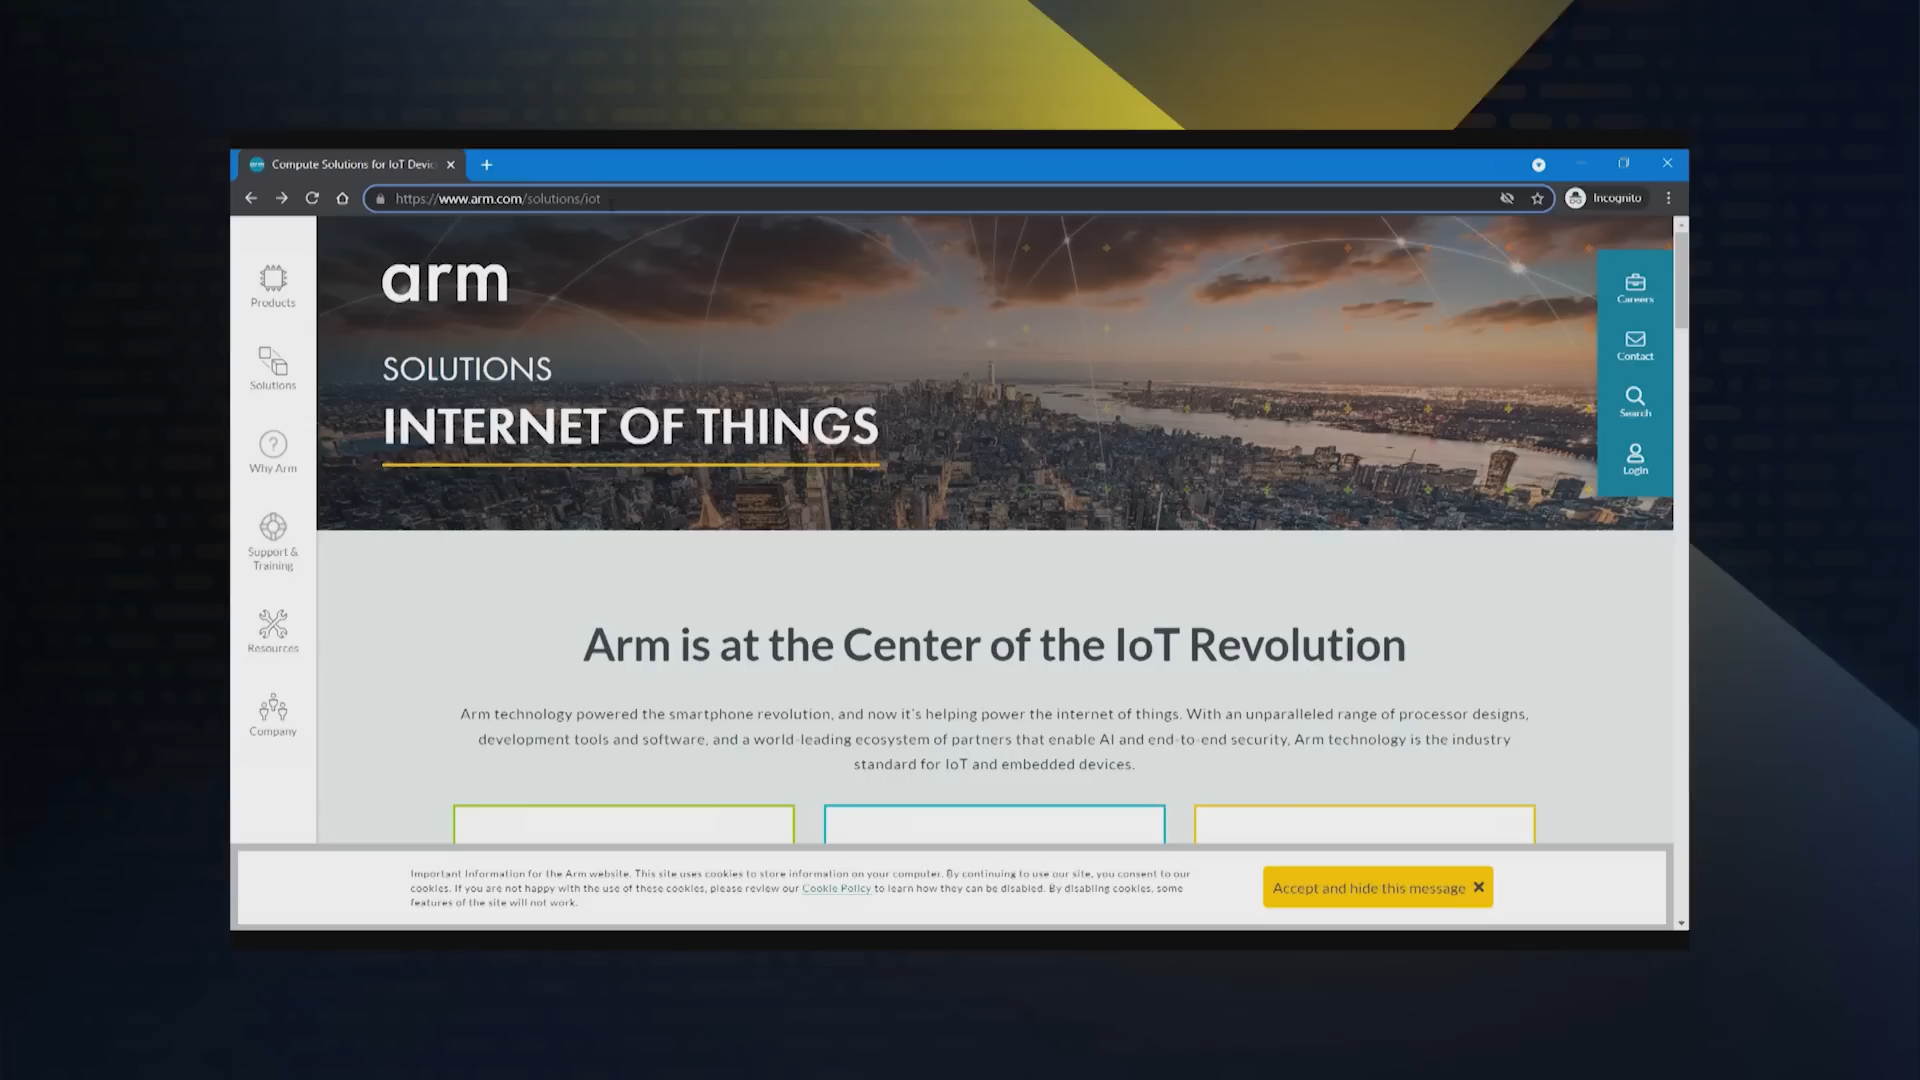 Compute Solutions for IoT Devic
https://www.arm.com/solutions/iot
Incognito
Products
Solutions
Why Arm
Support &
Training
Resources
Company
arm
SOLUTIONS
INTERNET OF THINGS
Careers
Contact
Search
Login
Arm is at the Center of the IoT Revolution
Arm technology powered the smartphone revolution, and now it's helping power the internet of things. With an unparalleled range of processor designs,
development tools and software, and a world-leading ecosystem of partners that enable AI and end-to-end security, Arm technology is the industry
standard for IoT and embedded devices.
Important Information for the Arm website. This site uses cookies to store information on your computer. By continuing to use our site, you consent to our
cookies. If you are not happy with the use of these cookies, please review our Cookie Policy to learn how they can be disabled. By disabling cookies, some
features of the site will not work.
Accept and hide this message